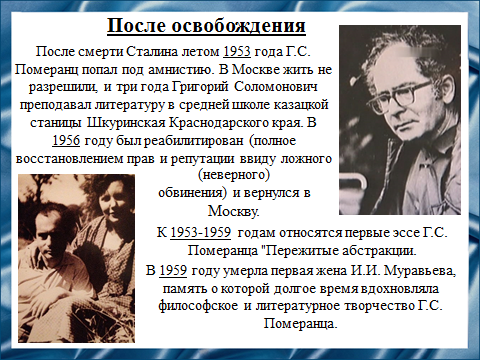 После освобождения
После смерти Сталина летом 1953 года Г.С.
Померанц попал под амнистию. В Москве жить не
разрешили, и три года Григорий Соломонович
преподавал литературу в средней школе казацкой
станицы Шкуринская Краснодарского края. В
1956 году был реабилитирован (полное
восстановлением прав и репутации ввиду ложного
(неверного)
обвинения) и вернулся в
Москву.
К 1953-1959 годам относятся первые эссе Г.С.
Померанца "Пережитые абстракции.
В 1959 году умерла первая жена И.И. Муравьева,
память о которой долгое время вдохновляла
философское и литературное творчество Г.С.
Померанца.